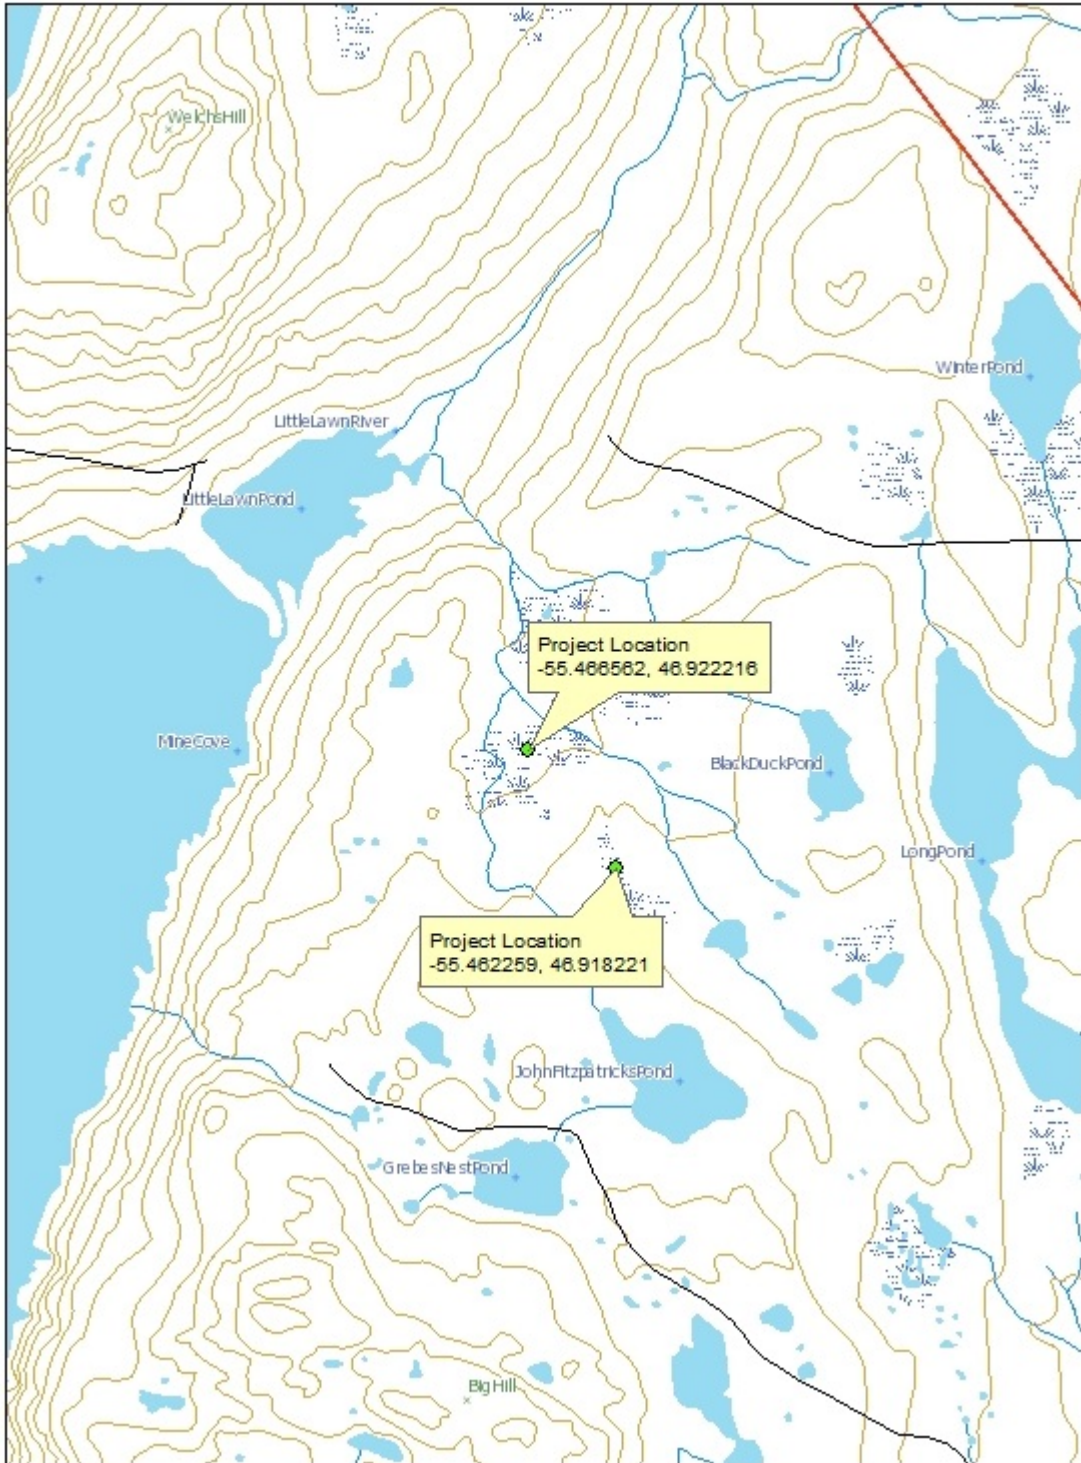 WelchsHill
WinterPond
LittleLawnRiver
LittleLawnPond
Project Location
-55.466562, 46.922216
MineCove
BlackDuckPond
LongPond
Project Location
-55.462259, 46.918221
JohnFitzpatricksPond
GrebesNestPond
BigHill